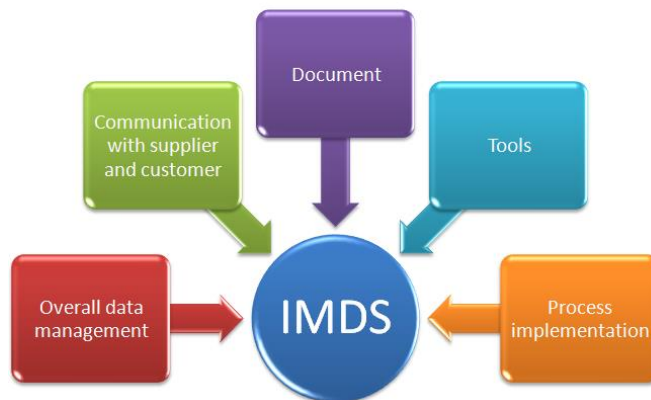 Document
Communication
with supplier
and customer
Tools
Overall data
management
IMDS
Process
implementation